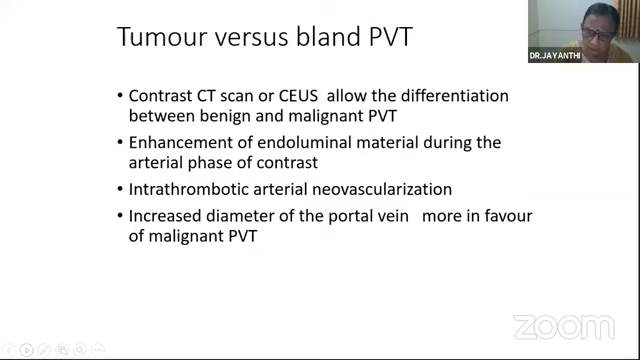 Tumour versus bland PVT
DR.JAYANTHI
• Contrast CT scan or CEUS allow the differentiation
between benign and malignant PVT
• Enhancement of endoluminal material during the
arterial phase of contrast
• Intrathrombotic arterial neovascularization
• Increased diameter of the portal vein more in favour
of malignant PVT
zoom